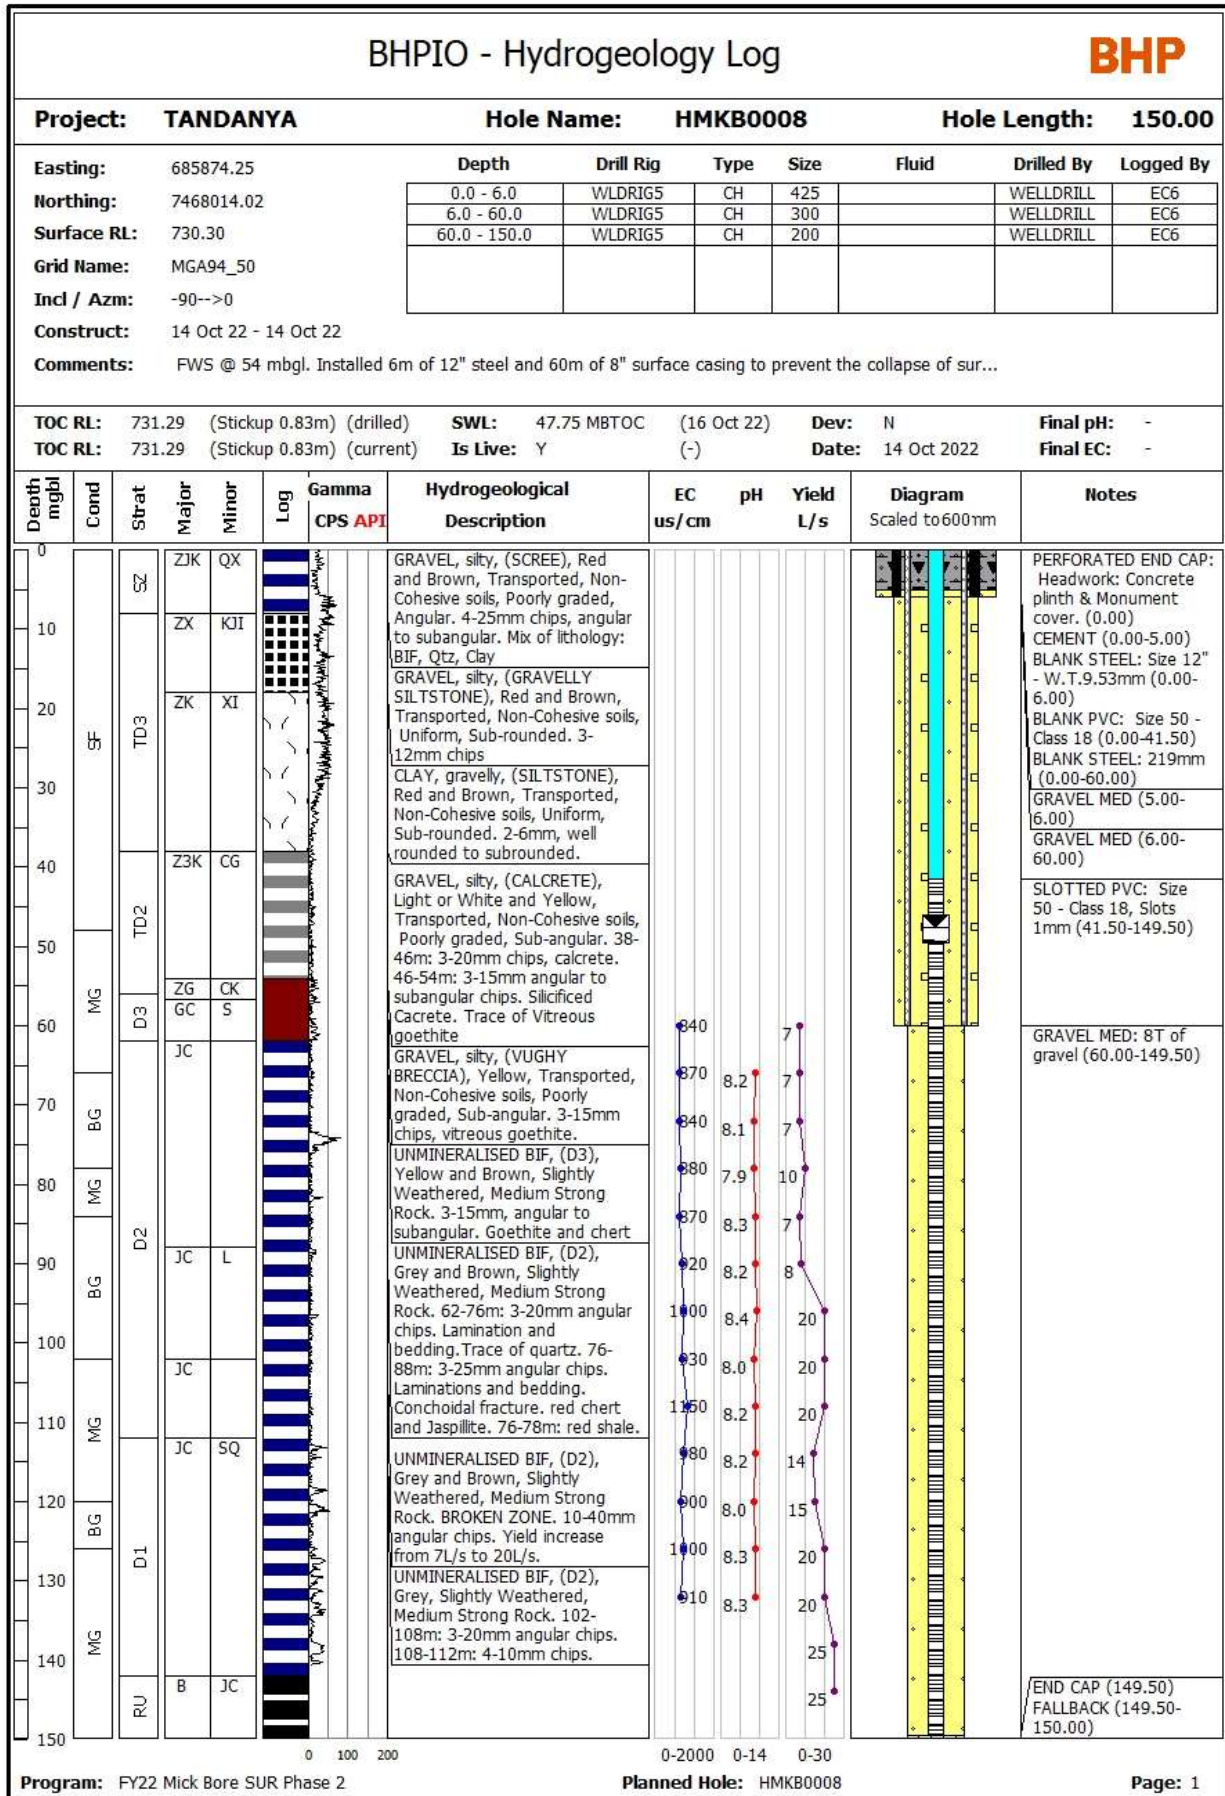 BHPIO - Hydrogeology Log
BHP
Project: TANDANYA Hole Name: HMKB0008 Hole Length: 150.00
Easting: 685874.25
Northing: 7468014.02
Surface RL: 730.30
Grid Name: MGA94_50
Incl / Azm: -90-->0
Construct: 14 Oct 22 - 14 Oct 22
Depth Drill Rig Type Size Fluid Drilled By Logged By
0.0 - 6.0 WLDRIG5 CH 425 WELLDRILL EC6
6.0 - 60.0 WLDRIG5 CH 300 WELLDRILL EC6
60.0 - 150.0 WLDRIG5 CH 200 WELLDRILL EC6
Comments: FWS @ 54 mbgl. Installed 6m of 12" steel and 60m of 8" surface casing to prevent the collapse of sur...
TOC RL: 731.29 (Stickup 0.83m) (drilled) SWL: 47.75 MBTOC (16 Oct 22) Dev: N Final pH: -
TOC RL: 731.29 (Stickup 0.83m) (current) Is Live: Y (-) Date: 14 Oct 2022 Final EC: -
Depth
mgbl
Cond
Strat
Major
Minor
Log
Gamma
CPS API
Hydrogeological
Description
EC
us/cm
pH
Yield
L/s
Diagram
Scaled to600mm
Notes
0
10
20
30
40
50
60
70
80
90
100
110
120
130
140
150
SF
MG
BG
MG
BG
MG
BG
MG
SZ
TD3
TD2
D3
D2
D1
RU
ZJK QX
ZX KJI
ZK XI
Z3K CG
ZG CK
GC S
JC
JC L
JC
JC SQ
B JC
GRAVEL, silty, (SCREE), Red
and Brown, Transported, Non-
Cohesive soils, Poorly graded,
Angular. 4-25mm chips, angular
to subangular. Mix of lithology:
BIF, Qtz, Clay
GRAVEL, silty, (GRAVELLY
SILTSTONE), Red and Brown,
Transported, Non-Cohesive soils,
Uniform, Sub-rounded. 3-
12mm chips
CLAY, gravelly, (SILTSTONE),
Red and Brown, Transported,
Non-Cohesive soils, Uniform,
Sub-rounded. 2-6mm, well
rounded to subrounded.
GRAVEL, silty, (CALCRETE),
Light or White and Yellow,
Transported, Non-Cohesive soils,
Poorly graded, Sub-angular. 38-
46m: 3-20mm chips, calcrete.
46-54m: 3-15mm angular to
subangular chips. Silicificed
Cacrete. Trace of Vitreous
goethite
GRAVEL, silty, (VUGHY
BRECCIA), Yellow, Transported,
Non-Cohesive soils, Poorly
graded, Sub-angular. 3-15mm
chips, vitreous goethite.
UNMINERALISED BIF, (D3),
Yellow and Brown, Slightly
Weathered, Medium Strong
Rock. 3-15mm, angular to
subangular. Goethite and chert
UNMINERALISED BIF, (D2),
Grey and Brown, Slightly
Weathered, Medium Strong
Rock. 62-76m: 3-20mm angular
chips. Lamination and
bedding.Trace of quartz. 76-
88m: 3-25mm angular chips.
Laminations and bedding.
Conchoidal fracture. red chert
and Jaspillite. 76-78m: red shale.
UNMINERALISED BIF, (D2),
Grey and Brown, Slightly
Weathered, Medium Strong
Rock. BROKEN ZONE. 10-40mm
angular chips. Yield increase
from 7L/s to 20L/s.
UNMINERALISED BIF, (D2),
Grey, Slightly Weathered,
Medium Strong Rock. 102-
108m: 3-20mm angular chips.
108-112m: 4-10mm chips.
840
870
840
880
870
920
1000
930
1150
980
900
1000
910
8.2
8.1
7.9
8.3
8.2
8.4
8.0
8.2
8.2
8.0
8.3
8.3
7
7
7
10
7
8
20
20
20
14
15
20
20
25
25
PERFORATED END CAP:
Headwork: Concrete
plinth & Monument
cover. (0.00)
CEMENT (0.00-5.00)
BLANK STEEL: Size 12"
- W.T.9.53mm (0.00-
6.00)
BLANK PVC: Size 50 -
Class 18 (0.00-41.50)
BLANK STEEL: 219mm
(0.00-60.00)
GRAVEL MED (5.00-
6.00)
GRAVEL MED (6.00-
60.00)
SLOTTED PVC: Size
50 - Class 18, Slots
1mm (41.50-149.50)
GRAVEL MED: 8T of
gravel (60.00-149.50)
END CAP (149.50)
FALLBACK (149.50-
150.00)
0 100 200
0-2000 0-14 0-30
Program: FY22 Mick Bore SUR Phase 2 Planned Hole: HMKB0008 Page: 1